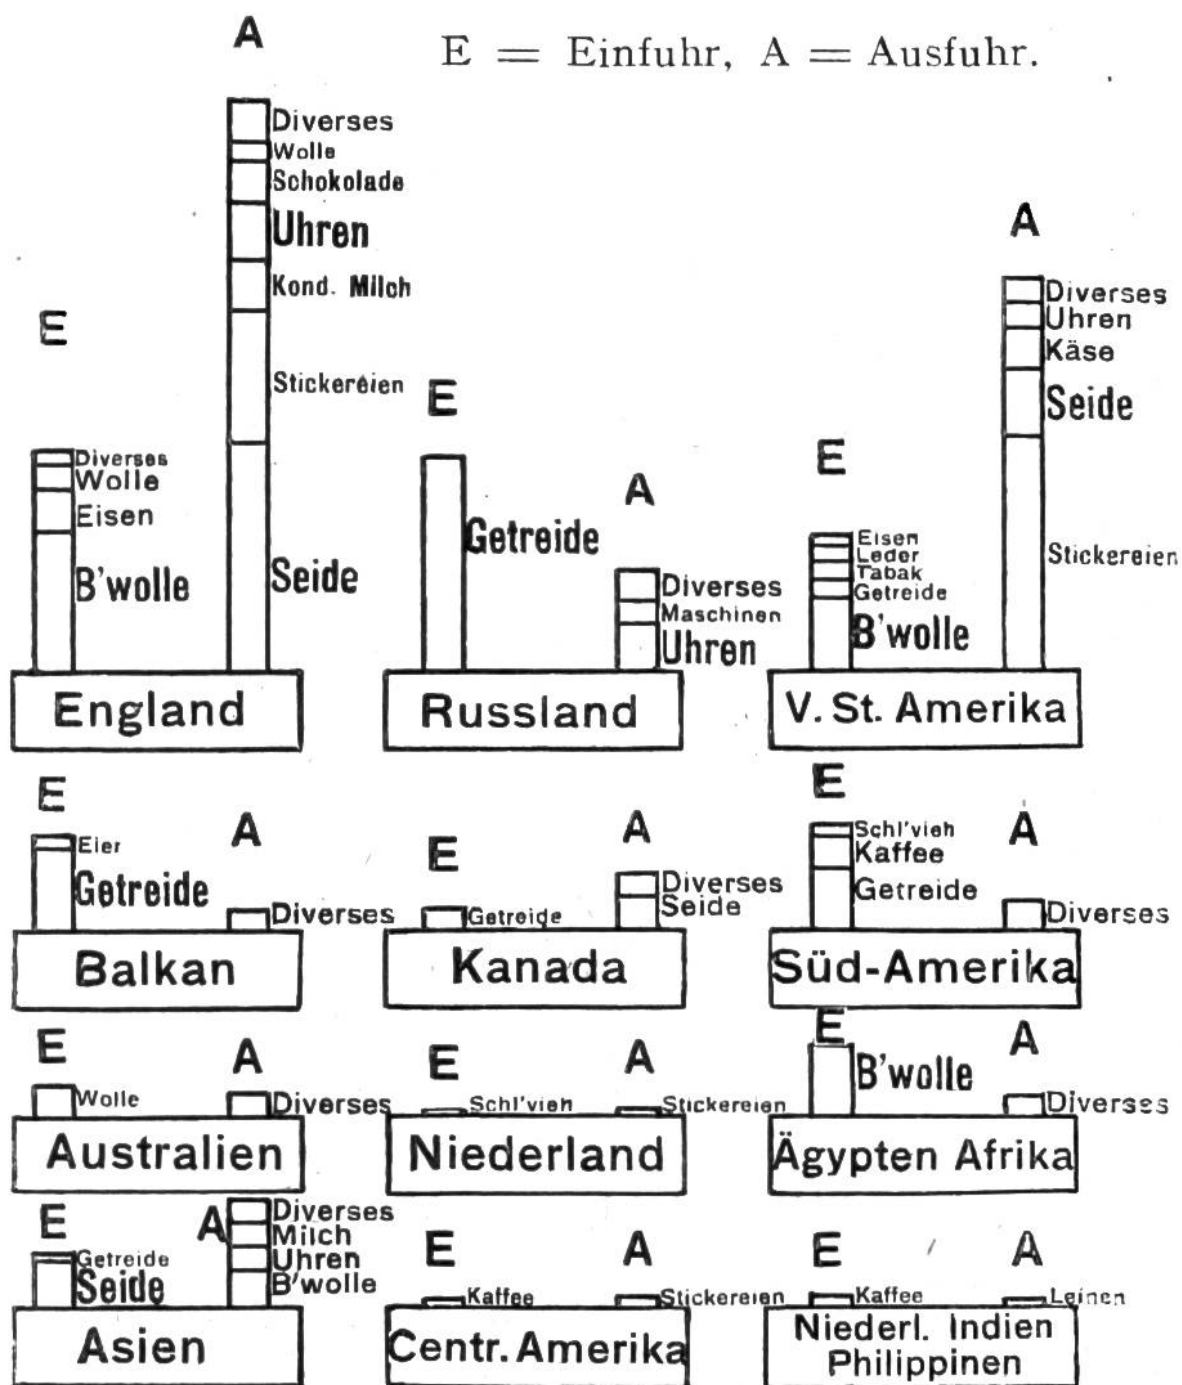 E = Einfuhr, A = Ausfuhr.
A
Diverses
Wolle
Schokolade
Uhren
Kond. Milch
Stickereien
Seide
E
Diverses
Wolle
Eisen
B'wolle
England
E
Getreide
A
Diverses
Maschinen
Uhren
Russland
E
Eisen
Leder
Tabak
Getreide
B'wolle
A
Diverses
Uhren
Käse
Seide
Stickereien
V. St. Amerika
E
Eier
Getreide
A
Diverses
Balkan
E
Getreide
A
Diverses
Seide
Kanada
E
Schl'vieh
Kaffee
Getreide
A
Diverses
Süd-Amerika
E
Wolle
A
Diverses
Australien
E
Schl'vieh
A
Stickereien
Niederland
E
B'wolle
A
Diverses
Ägypten Afrika
E
Getreide
Seide
A
Diverses
Milch
Uhren
B'wolle
Asien
E
Kaffee
A
Stickereien
Centr. Amerika
E
Kaffee
A
Leinen
Niederl. Indien
Philippinen